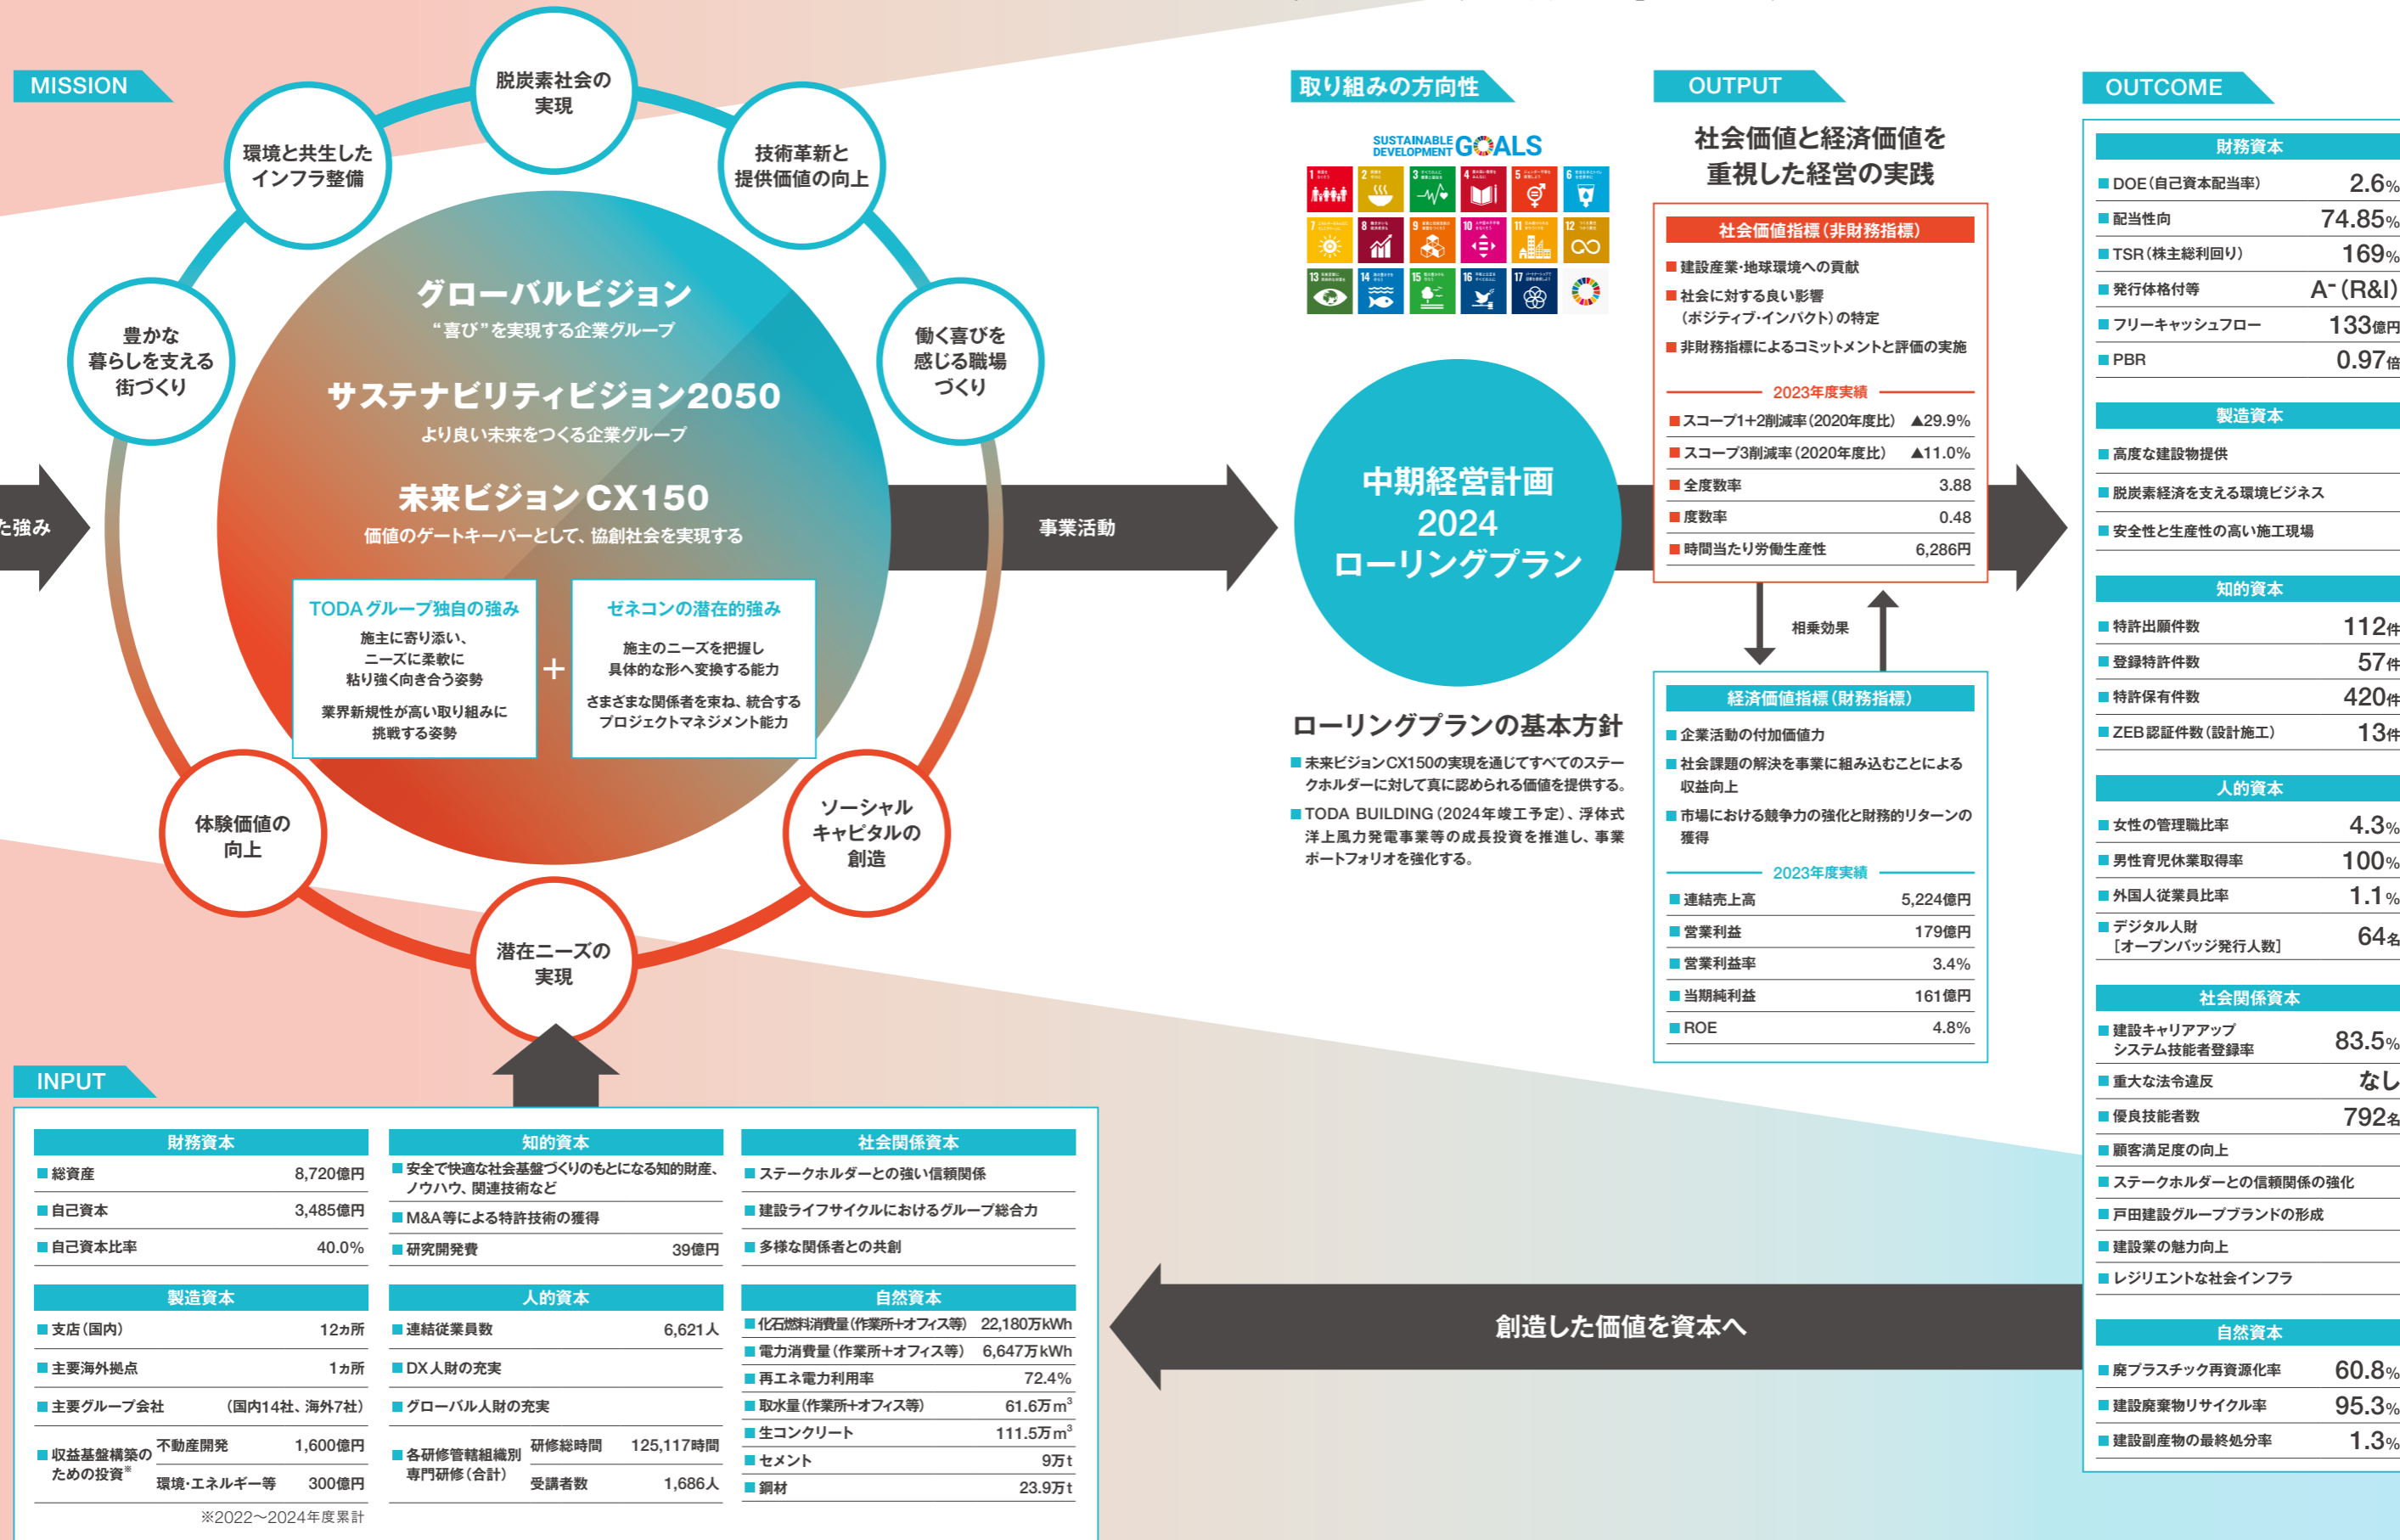 MISSION
脱炭素社会の
実現
環境と共生した
インフラ整備
技術革新と
提供価値の向上
豊かな
暮らしを支える
街づくり
働く喜びを
感じる職場
づくり
グローバルビジョン
“喜び”を実現する企業グループ
サステナビリティビジョン2050
より良い未来をつくる企業グループ
未来ビジョン CX150
価値のゲートキーパーとして、協創社会を実現する
た強み
TODAグループ独自の強み
施主に寄り添い、
ニーズに柔軟に
粘り強く向き合う姿勢
業界新規性が高い取り組みに
挑戦する姿勢
+
ゼネコンの潜在的強み
施主のニーズを把握し
具体的な形へ変換する能力
さまざまな関係者を束ね、統合する
プロジェクトマネジメント能力
体験価値の
向上
ソーシャル
キャピタルの
創造
潜在ニーズの
実現
事業活動
取り組みの方向性
SUSTAINABLE
DEVELOPMENT GOALS
1
2
3
4
5
6
7
8
9
10
11
12
13
14
15
16
17
中期経営計画
2024
ローリングプラン
ローリングプランの基本方針
■ 未来ビジョンCX150の実現を通じてすべてのステー
クホルダーに対して真に認められる価値を提供する。
■ TODA BUILDING（2024年竣工予定）、浮体式
洋上風力発電事業等の成長投資を推進し、事業
ポートフォリオを強化する。
OUTPUT
社会価値と経済価値を
重視した経営の実践
社会価値指標（非財務指標）
■ 建設産業・地球環境への貢献
■ 社会に対する良い影響
（ポジティブ・インパクト）の特定
■ 非財務指標によるコミットメントと評価の実施
2023年度実績
■ スコープ1+2削減率（2020年度比） ▲29.9%
■ スコープ3削減率（2020年度比） ▲11.0%
■ 全度数率 3.88
■ 度数率 0.48
■ 時間当たり労働生産性 6,286円
相乗効果
経済価値指標（財務指標）
■ 企業活動の付加価値力
■ 社会課題の解決を事業に組み込むことによる
収益向上
■ 市場における競争力の強化と財務的リターンの
獲得
2023年度実績
■ 連結売上高 5,224億円
■ 営業利益 179億円
■ 営業利益率 3.4%
■ 当期純利益 161億円
■ ROE 4.8%
OUTCOME
財務資本
■ DOE（自己資本配当率） 2.6%
■ 配当性向 74.85%
■ TSR（株主総利回り） 169%
■ 発行体格付等 A-（R&I）
■ フリーキャッシュフロー 133億円
■ PBR 0.97倍
製造資本
■ 高度な建設物提供
■ 脱炭素経済を支える環境ビジネス
■ 安全性と生産性の高い施工現場
知的資本
■ 特許出願件数 112件
■ 登録特許件数 57件
■ 特許保有件数 420件
■ ZEB認証件数（設計施工） 13件
人的資本
■ 女性の管理職比率 4.3%
■ 男性育児休業取得率 100%
■ 外国人従業員比率 1.1%
■ デジタル人財
［オープンバッジ発行人数］ 64名
社会関係資本
■ 建設キャリアアップ
システム技能者登録率 83.5%
■ 重大な法令違反 なし
■ 優良技能者数 792名
■ 顧客満足度の向上
■ ステークホルダーとの信頼関係の強化
■ 戸田建設グループブランドの形成
■ 建設業の魅力向上
■ レジリエントな社会インフラ
自然資本
■ 廃プラスチック再資源化率 60.8%
■ 建設廃棄物リサイクル率 95.3%
■ 建設副産物の最終処分率 1.3%
INPUT
財務資本
■ 総資産 8,720億円
■ 自己資本 3,485億円
■ 自己資本比率 40.0%
知的資本
■ 安全で快適な社会基盤づくりのもとになる知的財産、
ノウハウ、関連技術など
■ M&A等による特許技術の獲得
■ 研究開発費 39億円
社会関係資本
■ ステークホルダーとの強い信頼関係
■ 建設ライフサイクルにおけるグループ総合力
■ 多様な関係者との共創
製造資本
■ 支店（国内） 12ヵ所
■ 主要海外拠点 1ヵ所
■ 主要グループ会社 （国内14社、海外7社）
■ 収益基盤構築の
ための投資※
不動産開発 1,600億円
環境・エネルギー等 300億円
※2022〜2024年度累計
人的資本
■ 連結従業員数 6,621人
■ DX人財の充実
■ グローバル人財の充実
■ 各研修管轄組織別
専門研修（合計）
研修総時間 125,117時間
受講者数 1,686人
自然資本
■ 化石燃料消費量（作業所+オフィス等） 22,180万kWh
■ 電力消費量（作業所+オフィス等） 6,647万kWh
■ 再エネ電力利用率 72.4%
■ 取水量（作業所+オフィス等） 61.6万m³
■ 生コンクリート 111.5万m³
■ セメント 9万t
■ 鋼材 23.9万t
創造した価値を資本へ